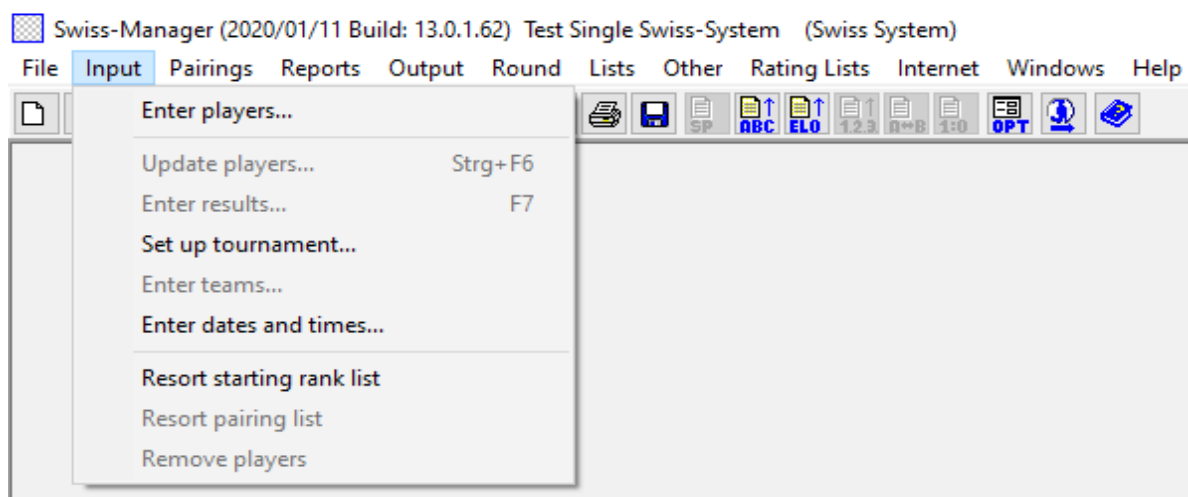 Swiss-Manager (2020/01/11 Build: 13.0.1.62) Test Single Swiss-System (Swiss System)
File Input Pairings Reports Output Round Lists Other Rating Lists Internet Windows Help
SP ABC ELO 1.2.3. A↔B 1:0 OPT
Enter players...
Update players... Strg+F6
Enter results... F7
Set up tournament...
Enter teams...
Enter dates and times...
Resort starting rank list
Resort pairing list
Remove players